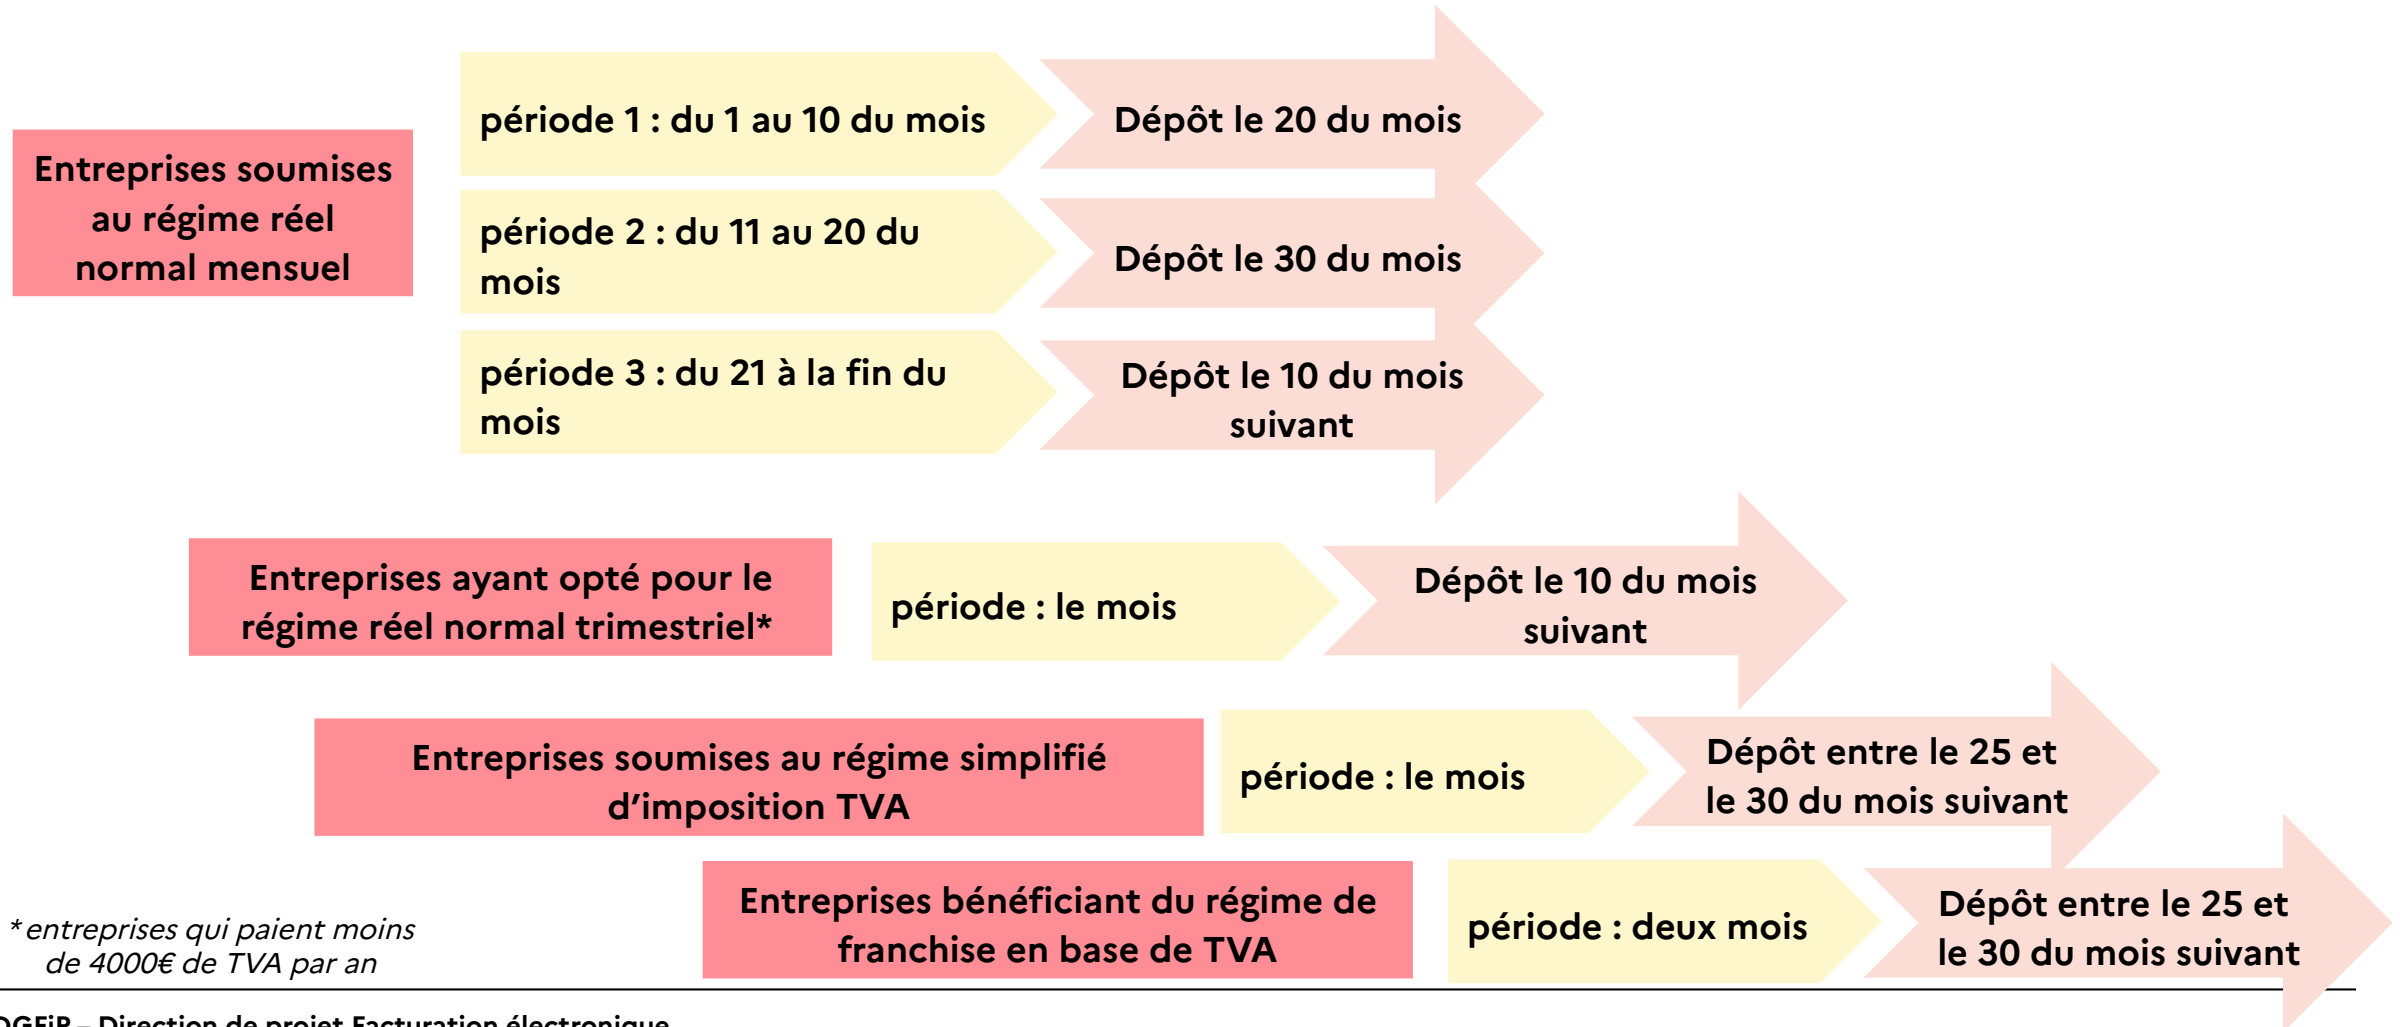 période 1 : du 1 au 10 du mois
Dépôt le 20 du mois
Entreprises soumises
au régime réel
normal mensuel
période 2 : du 11 au 20 du
mois
Dépôt le 30 du mois
période 3 : du 21 à la fin du
mois
Dépôt le 10 du mois
suivant
Entreprises ayant opté pour le
régime réel normal trimestriel*
période : le mois
Dépôt le 10 du mois
suivant
Entreprises soumises au régime simplifié
d’imposition TVA
période : le mois
Dépôt entre le 25 et
le 30 du mois suivant
Entreprises bénéficiant du régime de
franchise en base de TVA
période : deux mois
Dépôt entre le 25 et
le 30 du mois suivant
*entreprises qui paient moins
de 4000€ de TVA par an
DGFiP – Direction de projet Facturation électronique